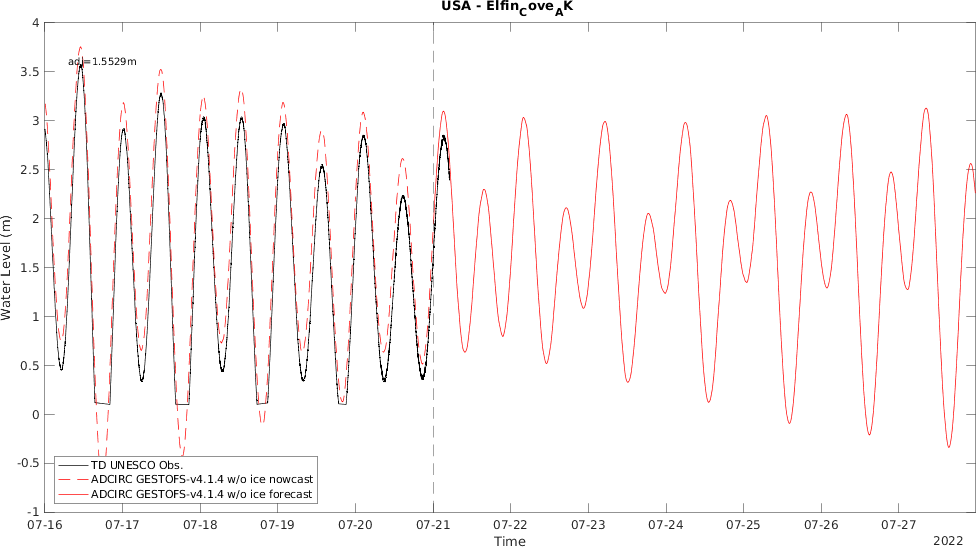 USA - Elfin_Cove_AK
4
3.5
3
2.5
2
1.5
1
0.5
0
-0.5
-1
Water Level (m)
adj=1.5529m
TD UNESCO Obs.
ADCIRC GESTOFS-v4.1.4 w/o ice nowcast
ADCIRC GESTOFS-v4.1.4 w/o ice forecast
07-16 07-17 07-18 07-19 07-20 07-21 07-22 07-23 07-24 07-25 07-26 07-27
Time
2022